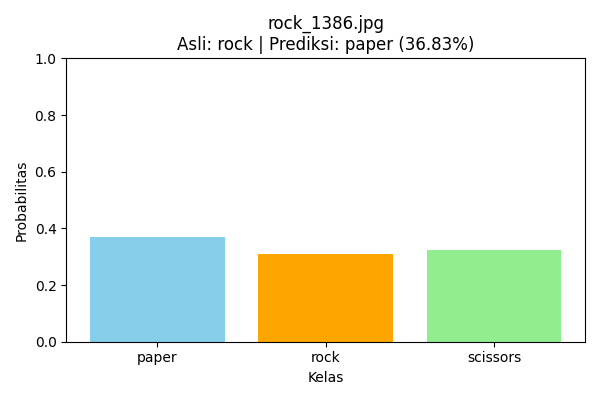 rock_1386.jpg
Asli: rock | Prediksi: paper (36.83%)
1.0
0.8
0.6
0.4
0.2
0.0
Probabilitas
paper rock scissors
Kelas